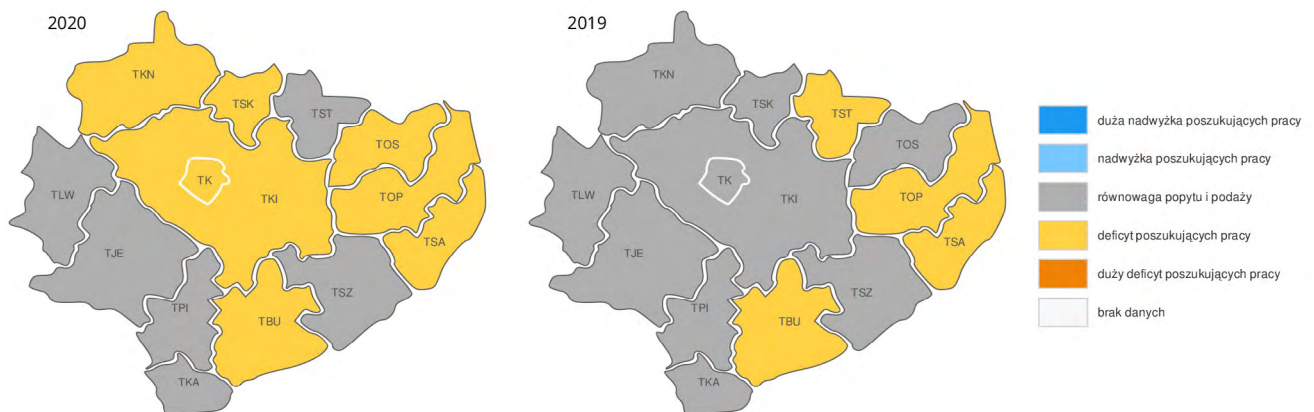 2020
TKN
TSK
TST
TOS
TLW
TK
TKI
TOP
TJE
TSA
TSZ
TPI
TBU
TKA
2019
TKN
TSK
TST
TOS
TLW
TK
TKI
TOP
TJE
TSA
TSZ
TPI
TBU
TKA
duża nadwyżka poszukujących pracy
nadwyżka poszukujących pracy
równowaga popytu i podaży
deficyt poszukujących pracy
duży deficyt poszukujących pracy
brak danych